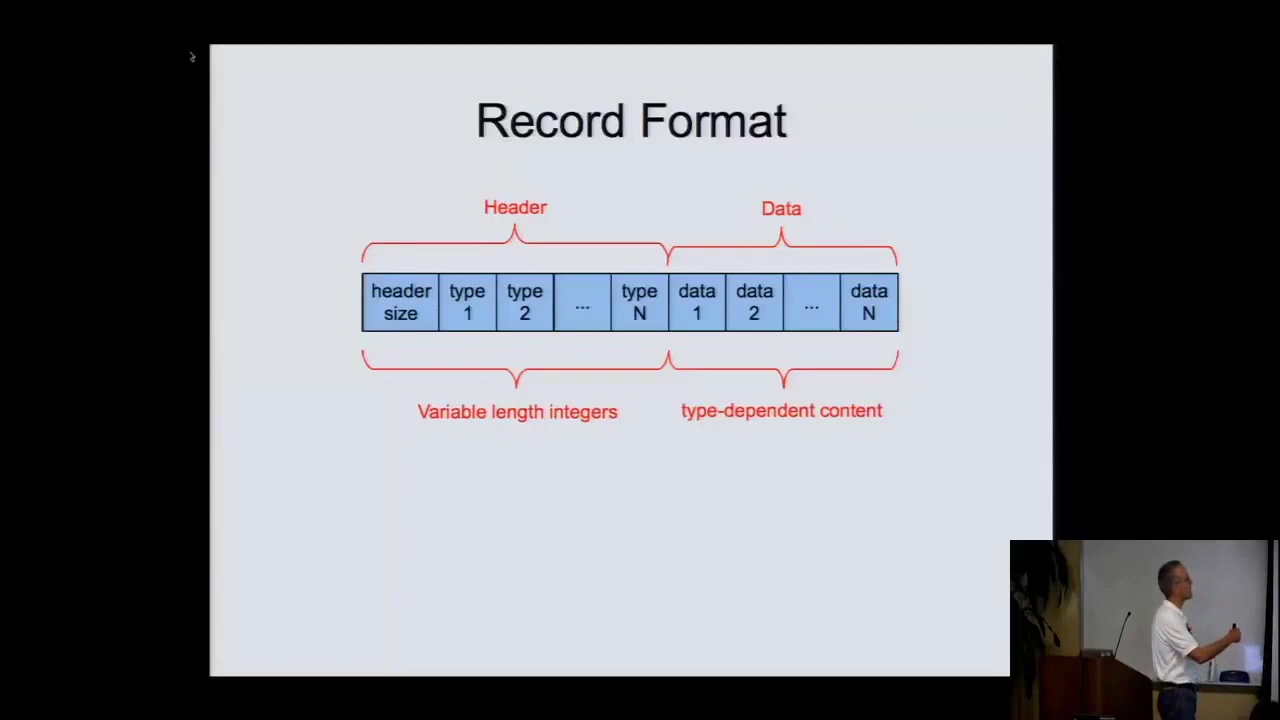 Record Format
Header
Data
header size
type 1
type 2
...
type N
data 1
data 2
...
data N
Variable length integers
type-dependent content